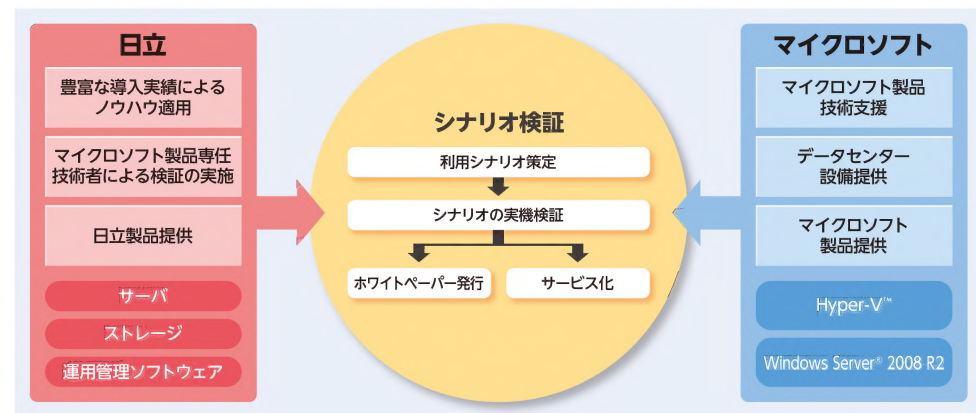 日立
豊富な導入実績による
ノウハウ適用
マイクロソフト製品専任
技術者による検証の実施
日立製品提供
サーバ
ストレージ
運用管理ソフトウェア
シナリオ検証
利用シナリオ策定
シナリオの実機検証
ホワイトペーパー発行
サービス化
マイクロソフト
マイクロソフト製品
技術支援
データセンター
設備提供
マイクロソフト
製品提供
Hyper-V™
Windows Server® 2008 R2